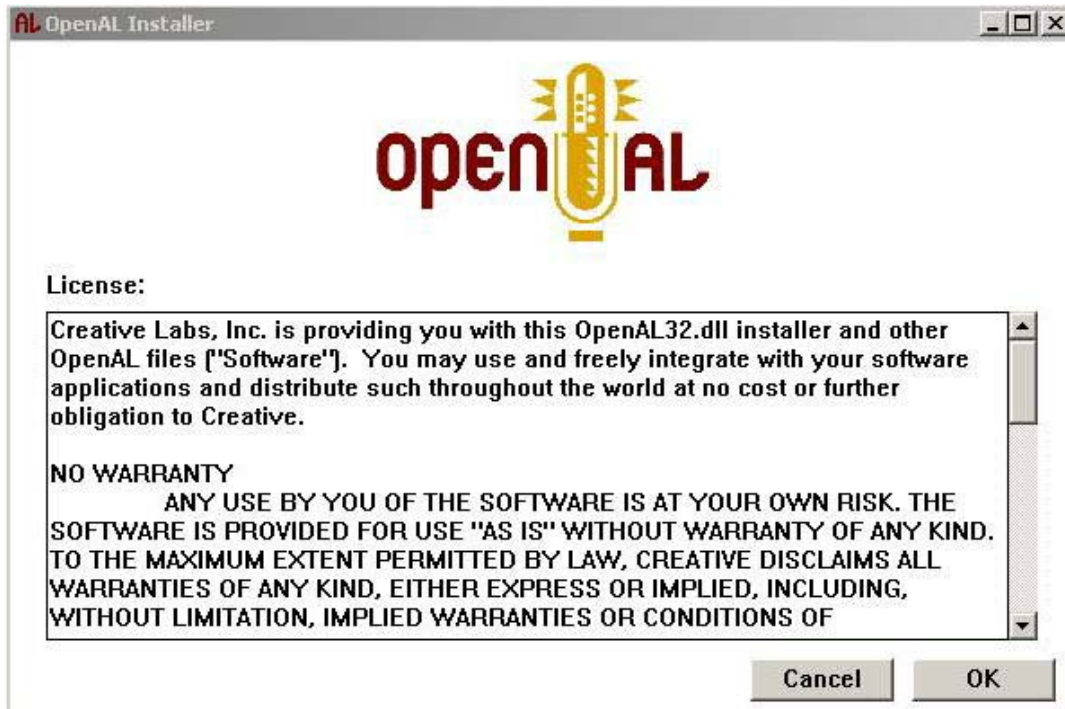 AL OpenAL Installer
openAL
License:
Creative Labs, Inc. is providing you with this OpenAL32.dll installer and other
OpenAL files ("Software").  You may use and freely integrate with your software
applications and distribute such throughout the world at no cost or further
obligation to Creative.
NO WARRANTY
ANY USE BY YOU OF THE SOFTWARE IS AT YOUR OWN RISK. THE
SOFTWARE IS PROVIDED FOR USE "AS IS" WITHOUT WARRANTY OF ANY KIND.
TO THE MAXIMUM EXTENT PERMITTED BY LAW, CREATIVE DISCLAIMS ALL
WARRANTIES OF ANY KIND, EITHER EXPRESS OR IMPLIED, INCLUDING,
WITHOUT LIMITATION, IMPLIED WARRANTIES OR CONDITIONS OF
Cancel OK